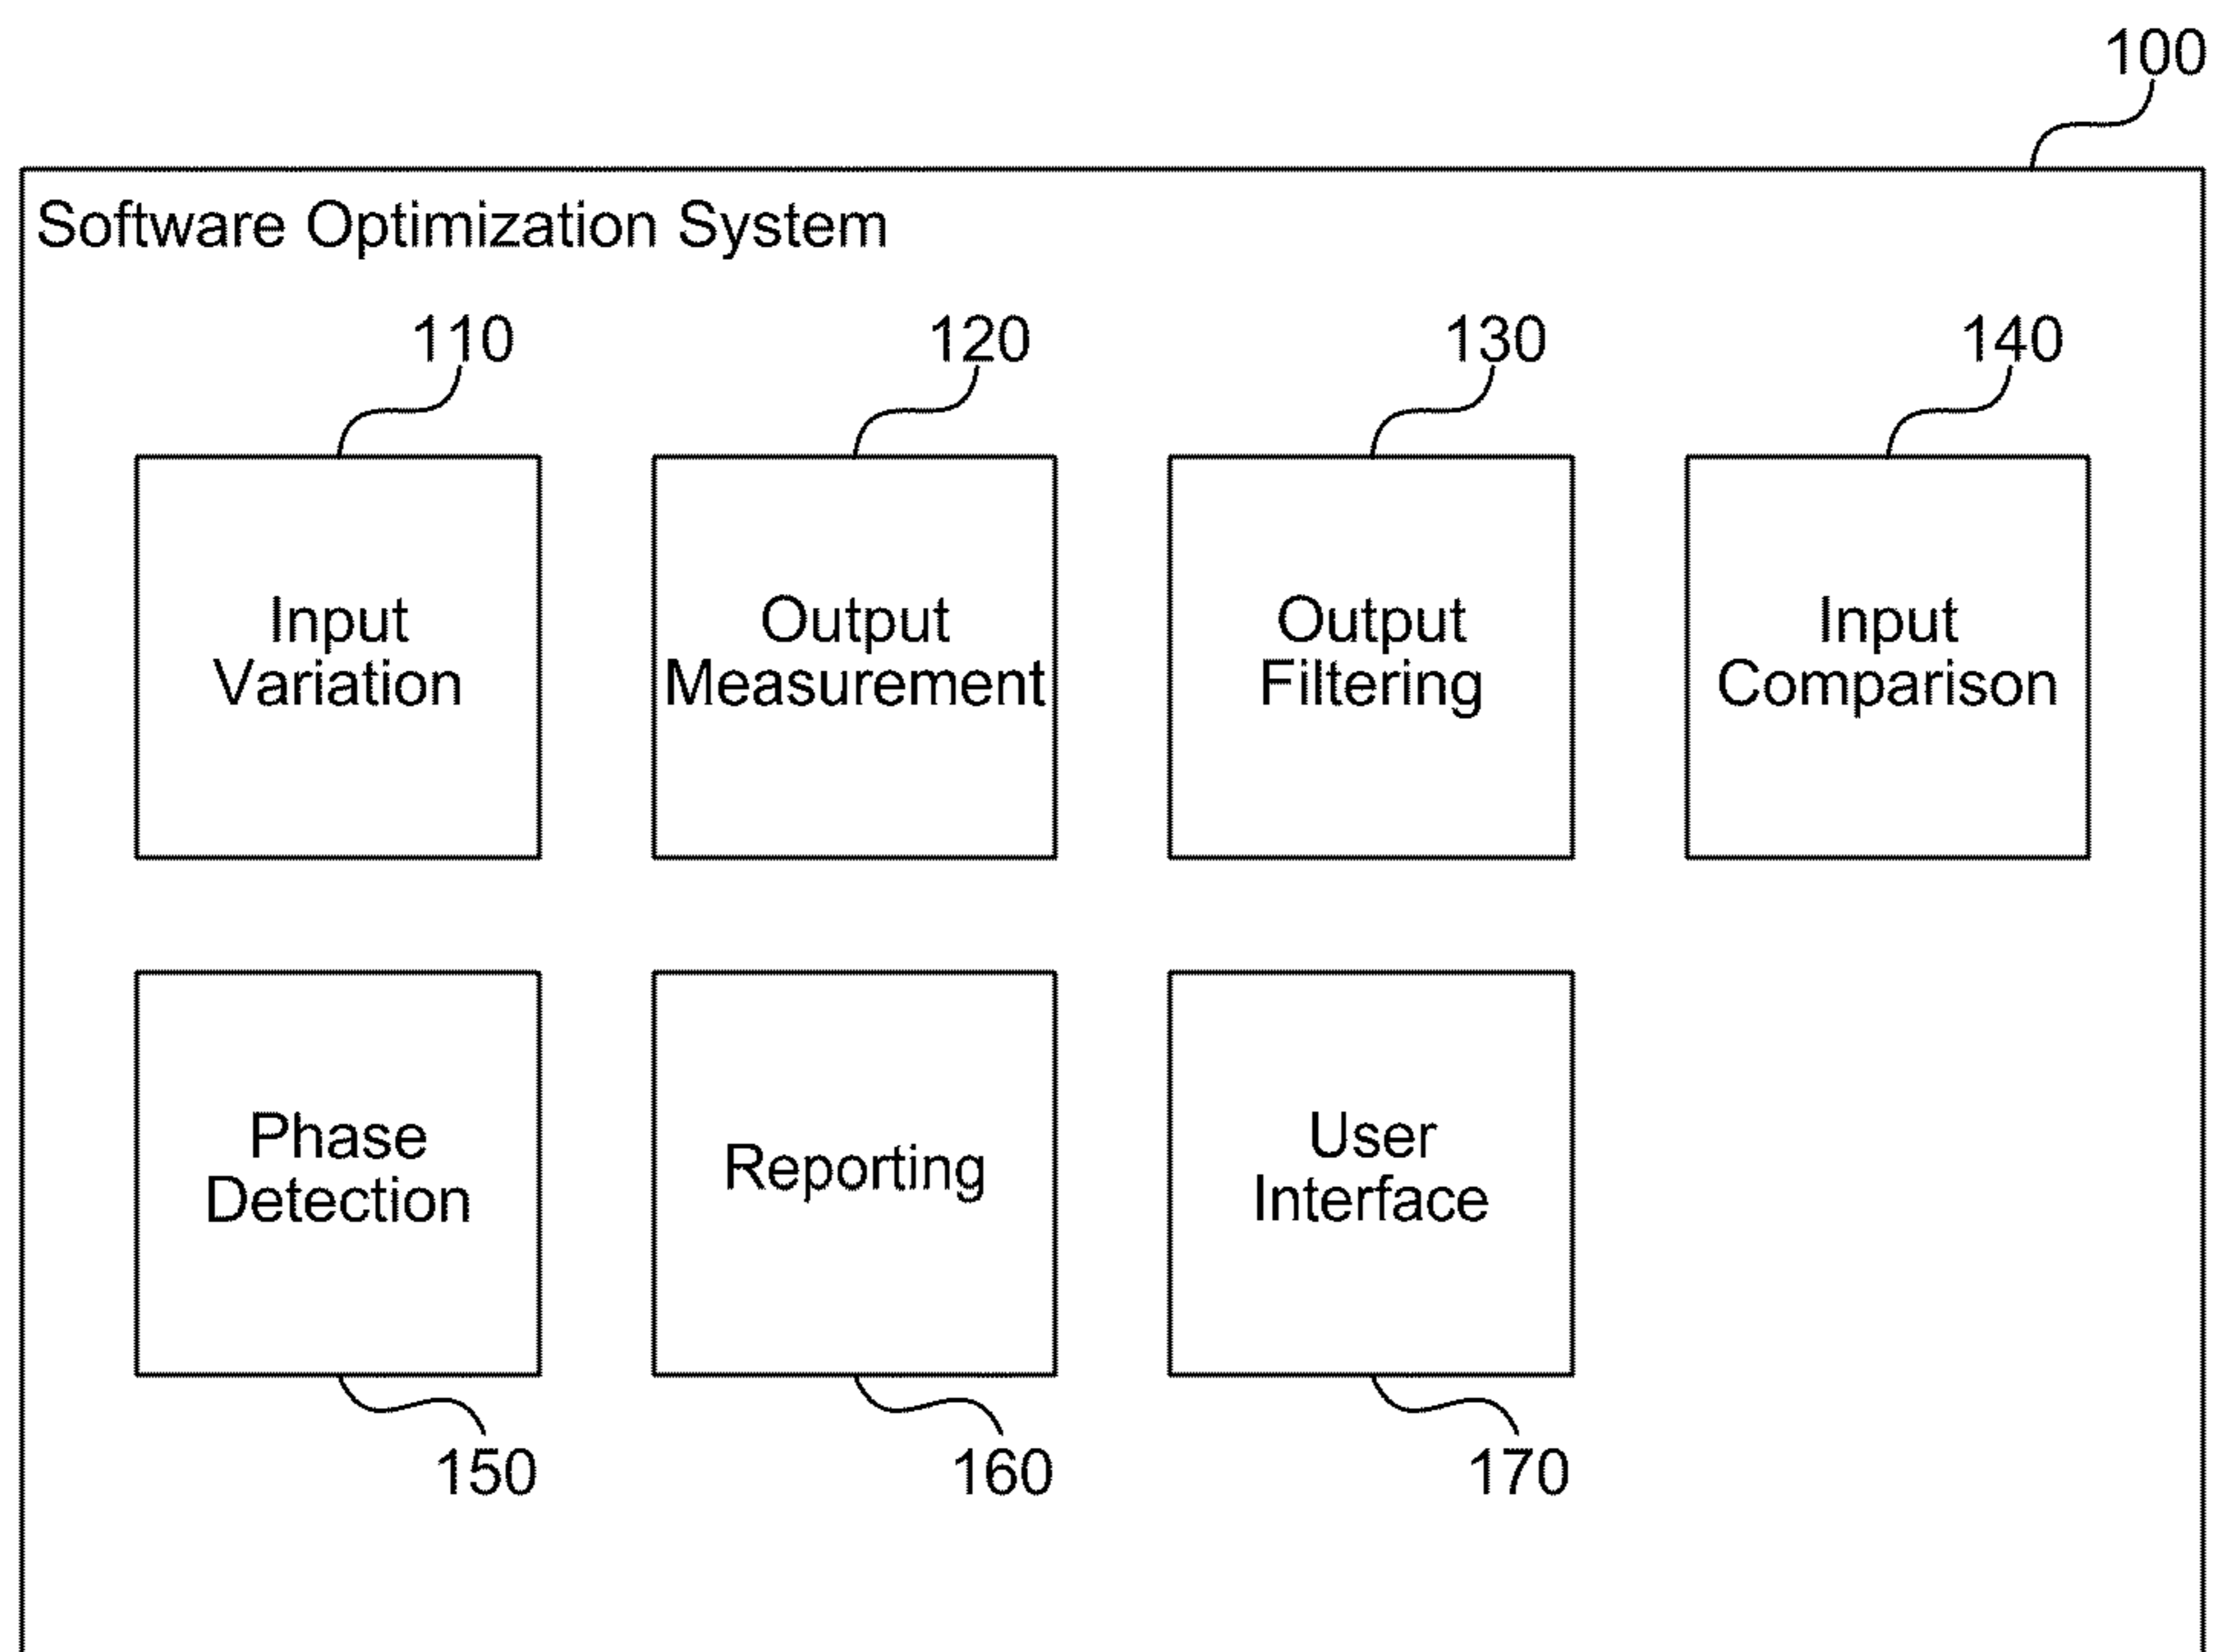 100
Software Optimization System
110
120
130
140
Input
Variation
Output
Measurement
Output
Filtering
Input
Comparison
Phase
Detection
Reporting
User
Interface
150
160
170